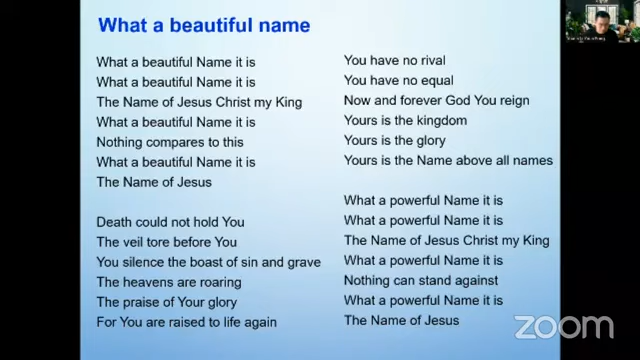 What a beautiful name
What a beautiful Name it is
What a beautiful Name it is
The Name of Jesus Christ my King
What a beautiful Name it is
Nothing compares to this
What a beautiful Name it is
The Name of Jesus
Death could not hold You
The veil tore before You
You silence the boast of sin and grave
The heavens are roaring
The praise of Your glory
For You are raised to life again
You have no rival
You have no equal
Now and forever God You reign
Yours is the kingdom
Yours is the glory
Yours is the Name above all names
What a powerful Name it is
What a powerful Name it is
The Name of Jesus Christ my King
What a powerful Name it is
Nothing can stand against
What a powerful Name it is
The Name of Jesus
zoom